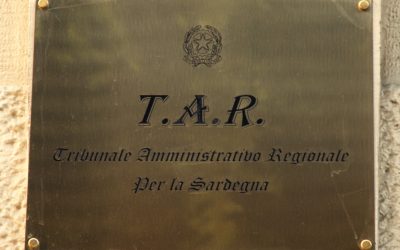 T.A.R.
Tribunale Amministrativo Regionale
Per la Sardegna